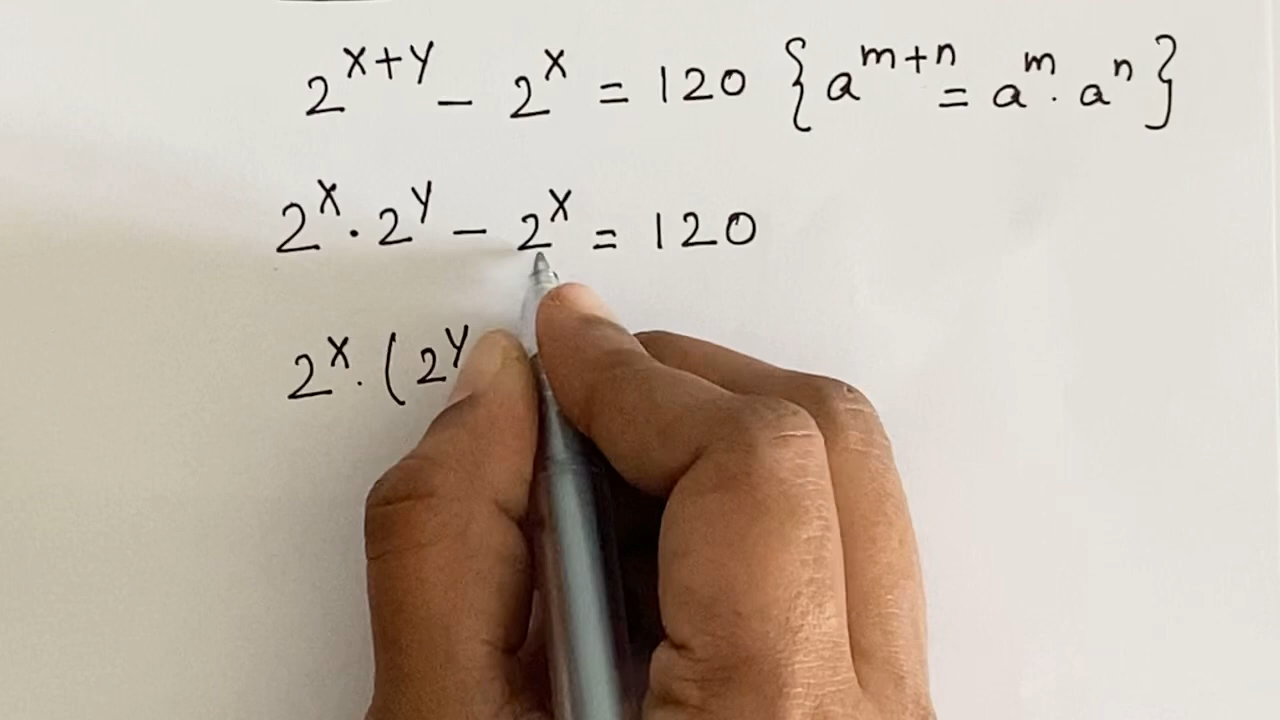 2^{x+y} - 2^x = 120 {a^{m+n} = a^m · a^n}
2^x · 2^y - 2^x = 120
2^x · (2^y